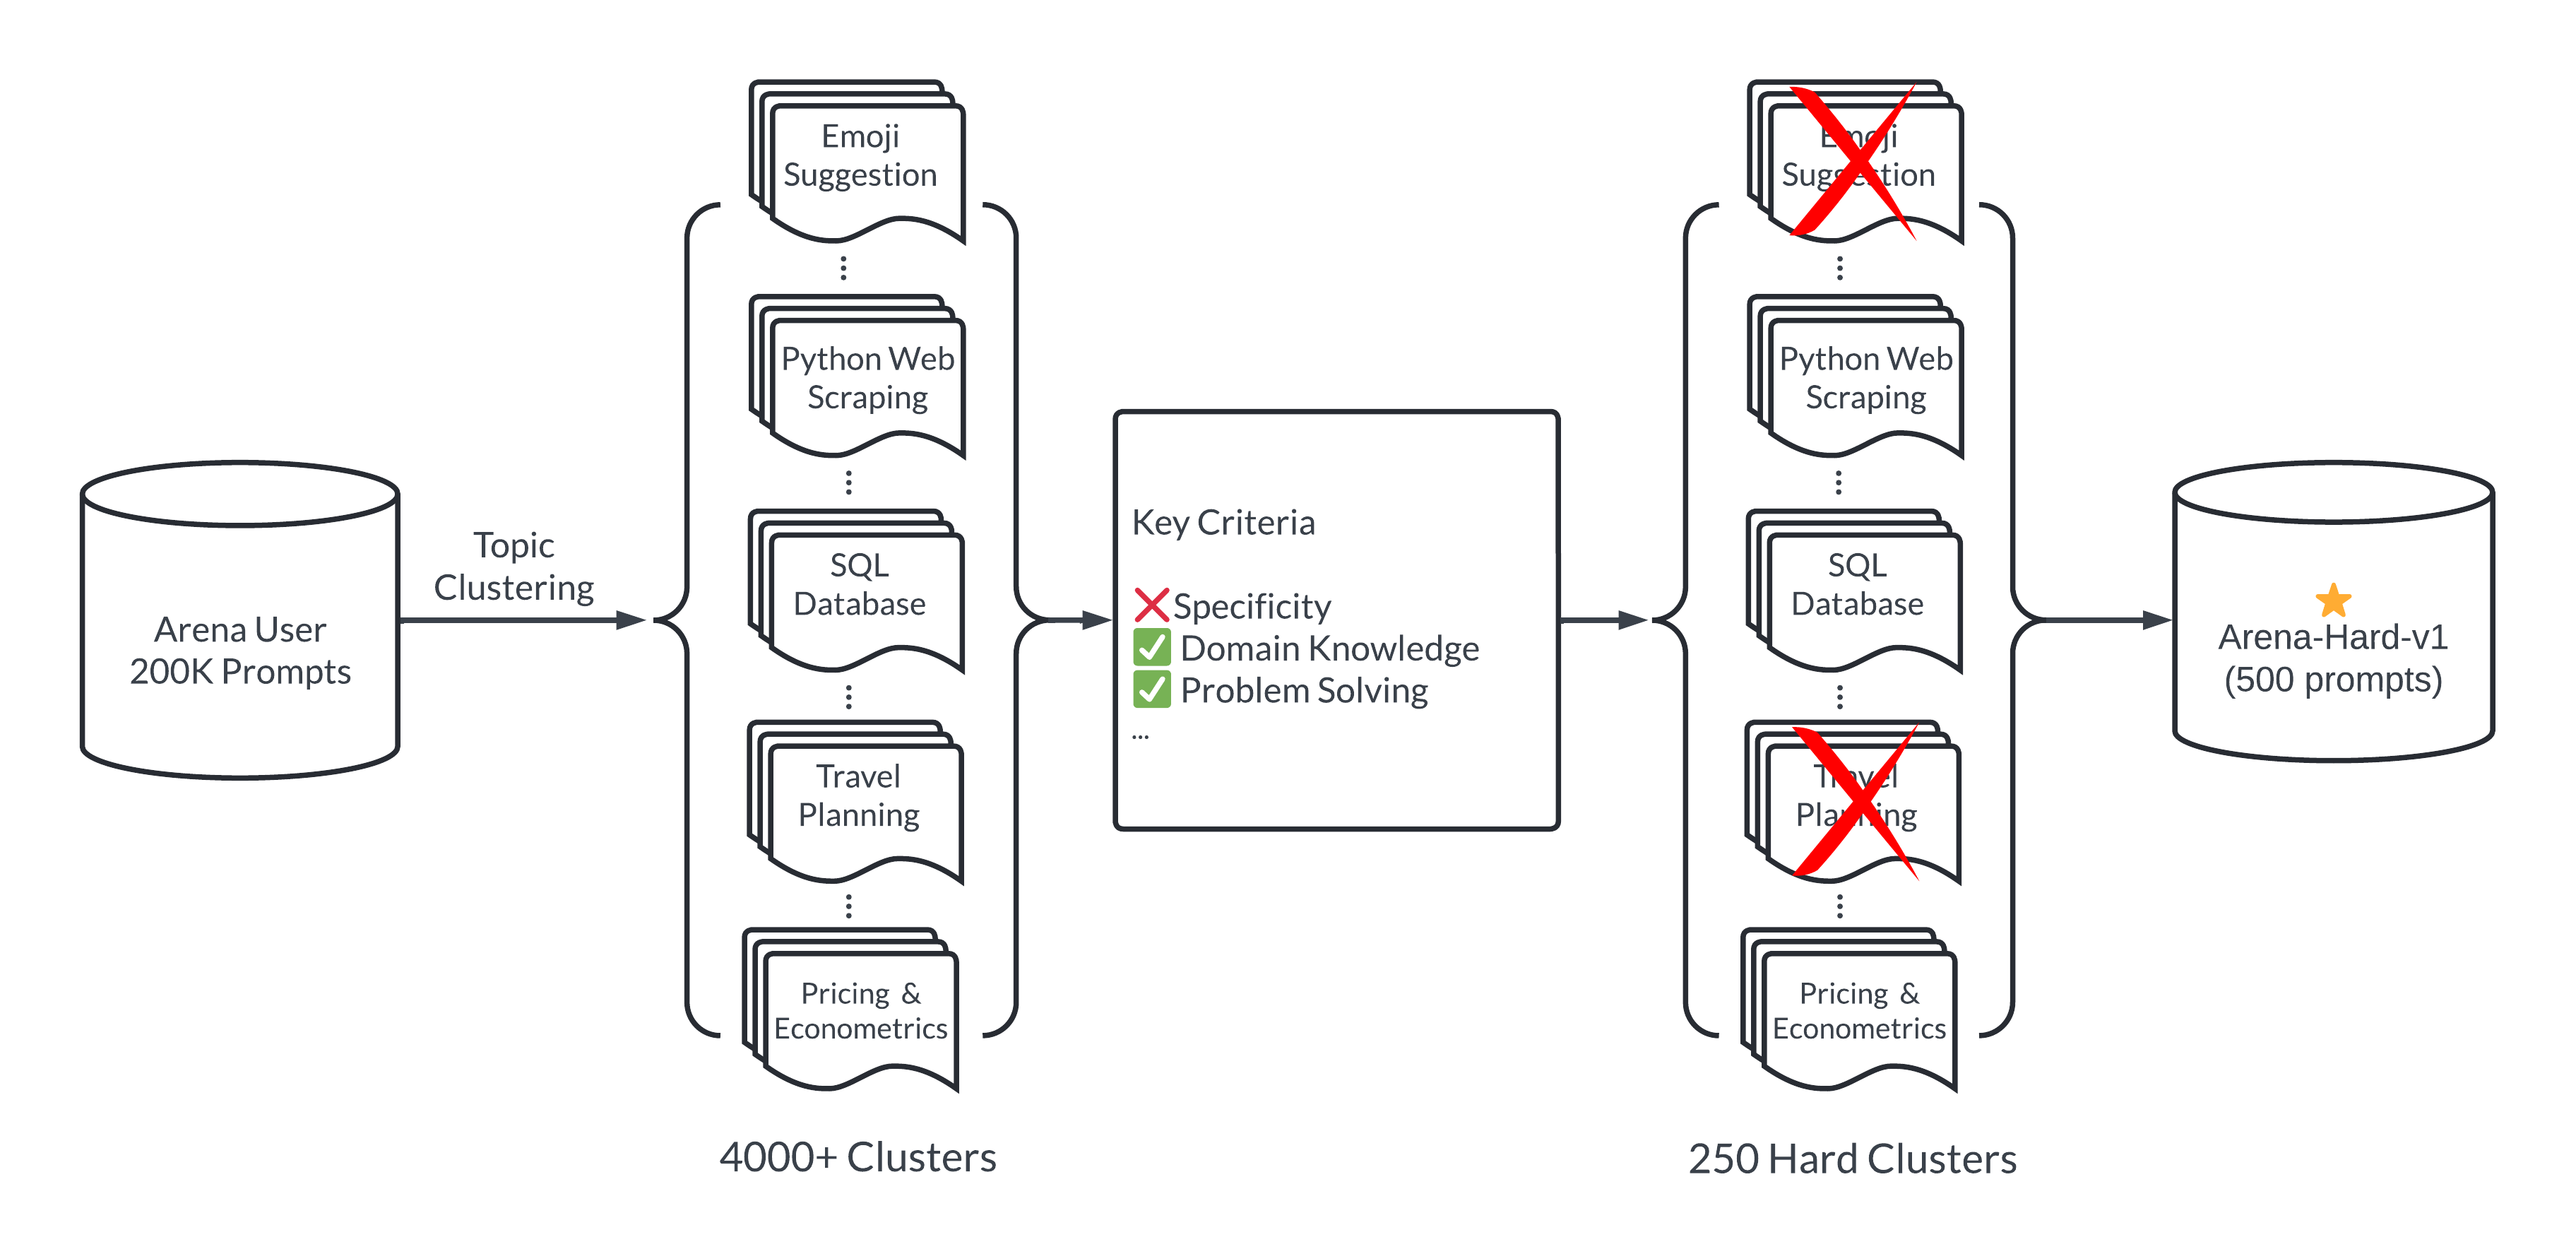 Arena User
200K Prompts
Topic
Clustering
Emoji
Suggestion
Python Web
Scraping
SQL
Database
Travel
Planning
Pricing &
Econometrics
4000+ Clusters
Key Criteria
❌Specificity
✅ Domain Knowledge
✅ Problem Solving
...
Emoji
Suggestion
Python Web
Scraping
SQL
Database
Travel
Planning
Pricing &
Econometrics
250 Hard Clusters
Arena-Hard-v1
(500 prompts)